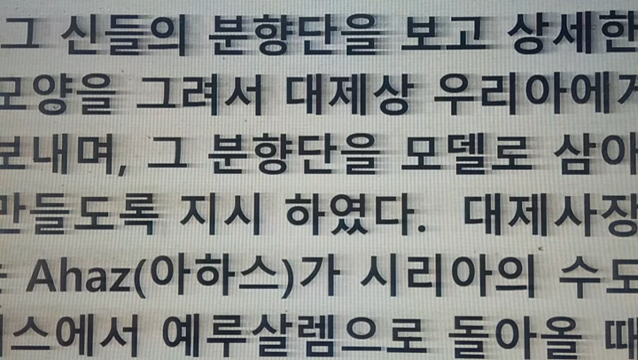 그 신들의 분향단을 보고 상세한
모양을 그려서 대제상 우리아에게
보내며, 그 분향단을 모델로 삼아
만들도록 지시 하였다. 대제사장
Ahaz(아하스)가 시리아의 수도
스에서 예루살렘으로 돌아올 때